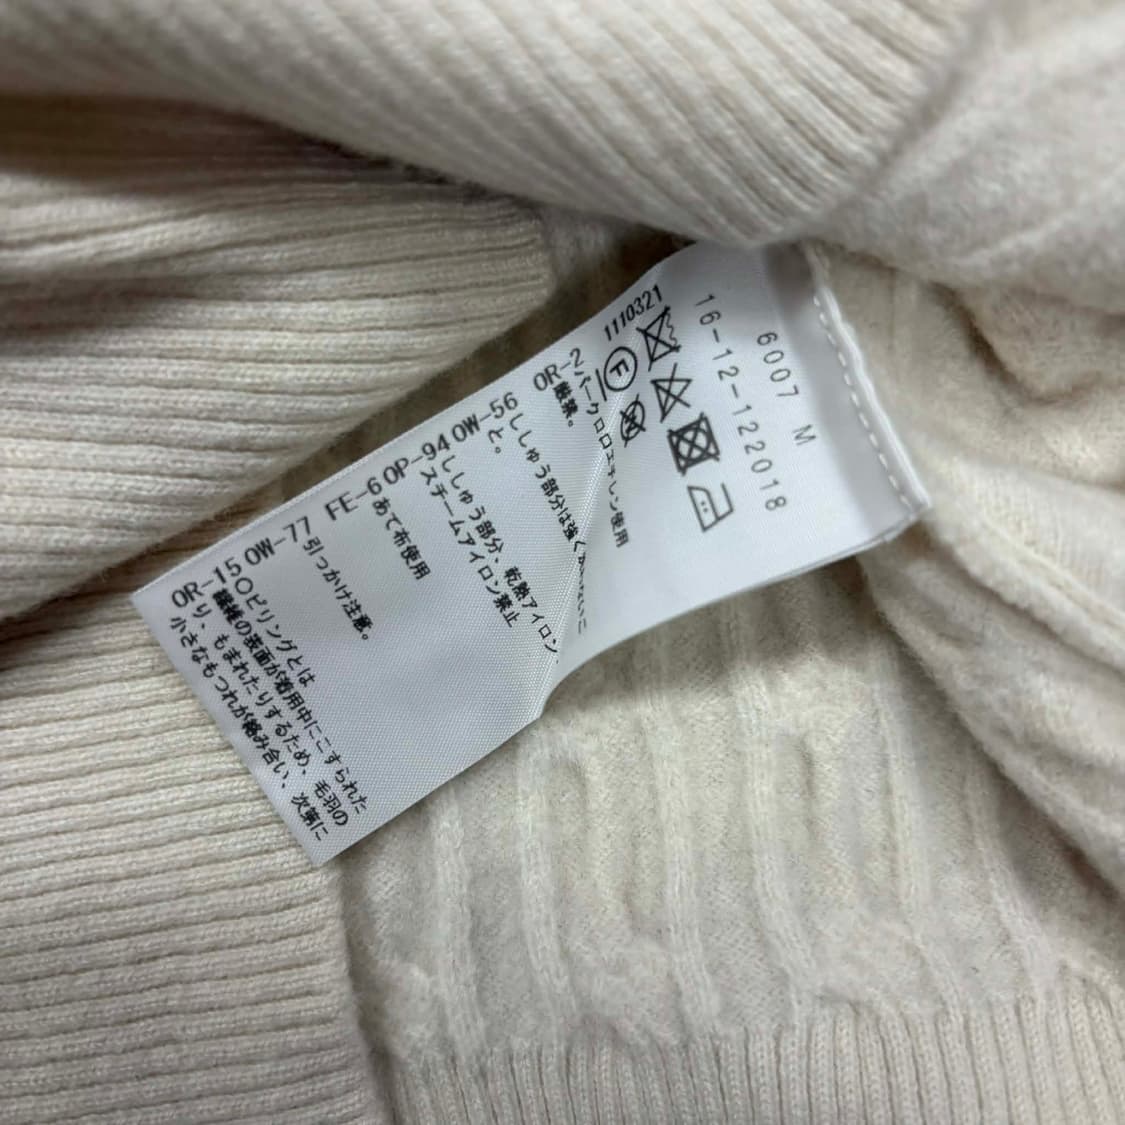 6007 M
16-12-122018
F
1110321
OR-2 パークロロエチレン使用
厳禁。
OW-56 ししゅう部分は強く
と。
OP-94 ししゅう部分、乾熱アイロン、
スチームアイロン禁止
FE-6 あて布使用
OW-77 引っかけ注意。
OR-15 〇ピリングとは
繊維の表面が着用中にこすられた
り、もまれたりするため、毛羽の
小さなもつれが絡み合い、次第に